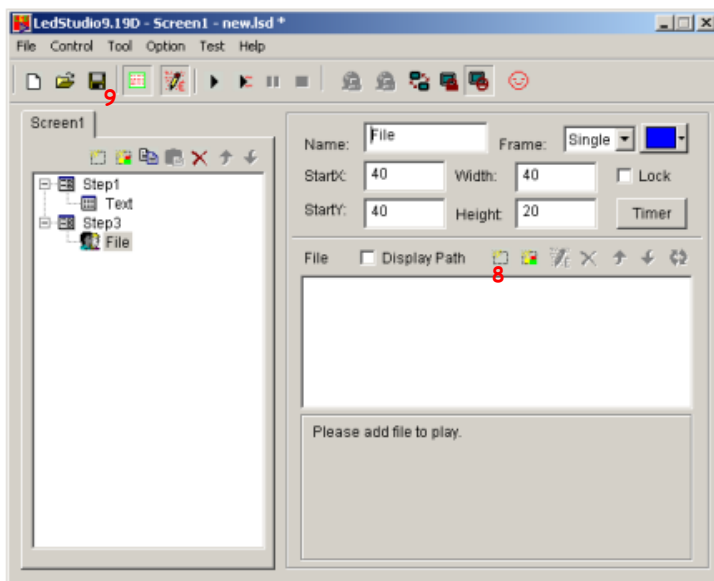 LedStudio9.19D - Screen1 - new.lsd *
File Control Tool Option Test Help
9
Screen1
Step1
Text
Step3
File
Name: File Frame: Single
StartX: 40 Width: 40 Lock
StartY: 40 Height: 20 Timer
File Display Path
8
Please add file to play.